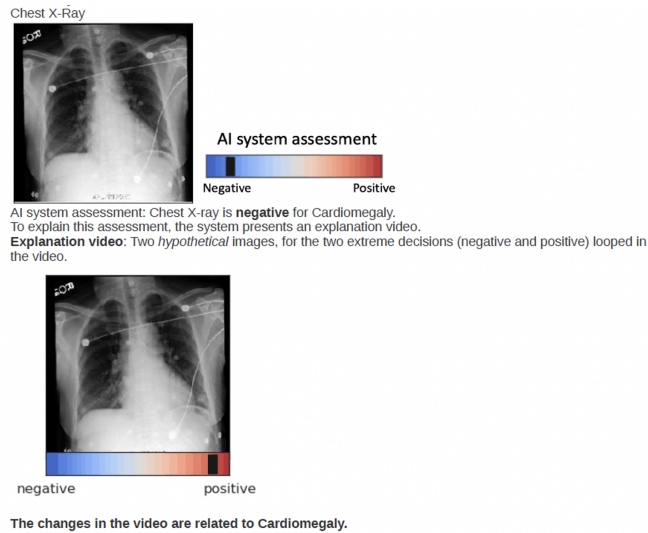 Chest X-Ray
AI system assessment
Negative
Positive
AI system assessment: Chest X-ray is negative for Cardiomegaly.
To explain this assessment, the system presents an explanation video.
Explanation video: Two hypothetical images, for the two extreme decisions (negative and positive) looped in
the video.
negative
positive
The changes in the video are related to Cardiomegaly.